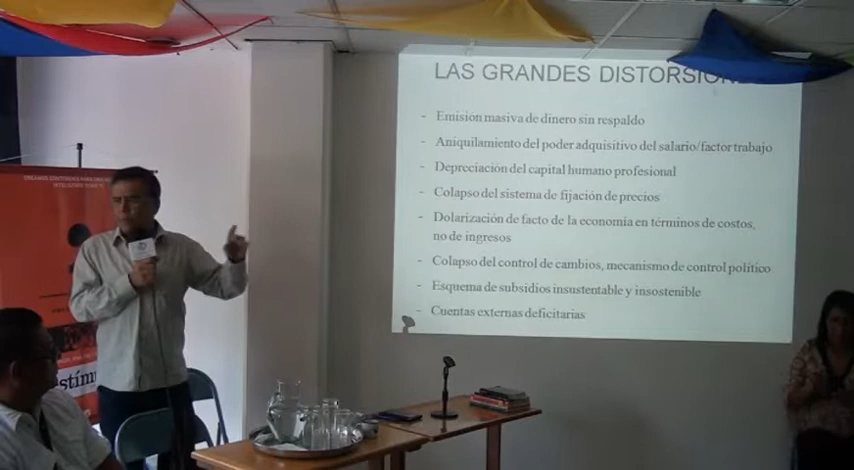 LAS GRANDES DISTORSION
- Emisión masiva de dinero sin respaldo
- Aniquilamiento del poder adquisitivo del salario/factor trabajo
- Depreciación del capital humano profesional
- Colapso del sistema de fijación de precios
- Dolarización de facto de la economía en términos de costos,
no de ingresos
- Colapso del control de cambios, mecanismo de control político
- Esquema de subsidios insustentable y insostenible
- Cuentas externas deficitarias
estím